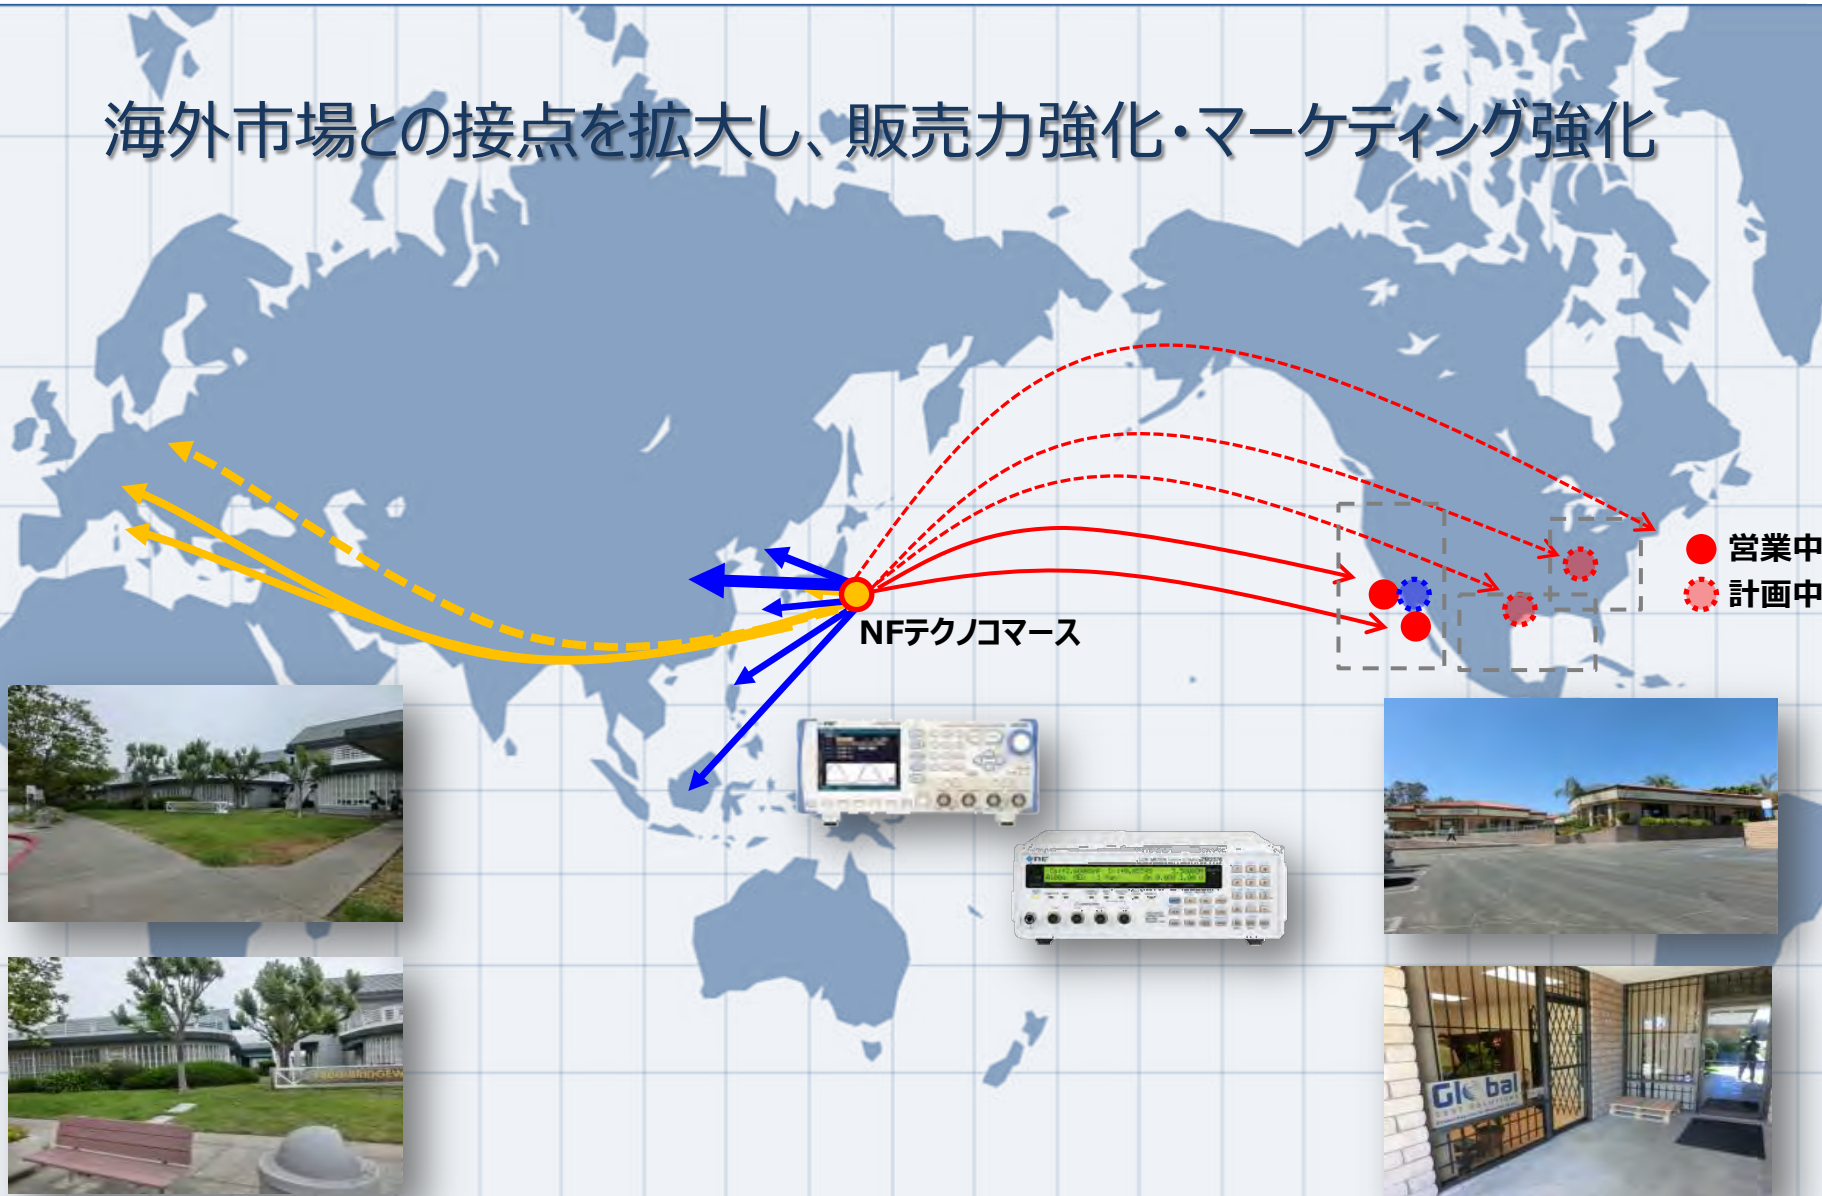 海外市場との接点を拡大し、販売力強化・マーケティング強化
営業中
計画中
NFテクノコマース
Global
TEST SOLUTIONS